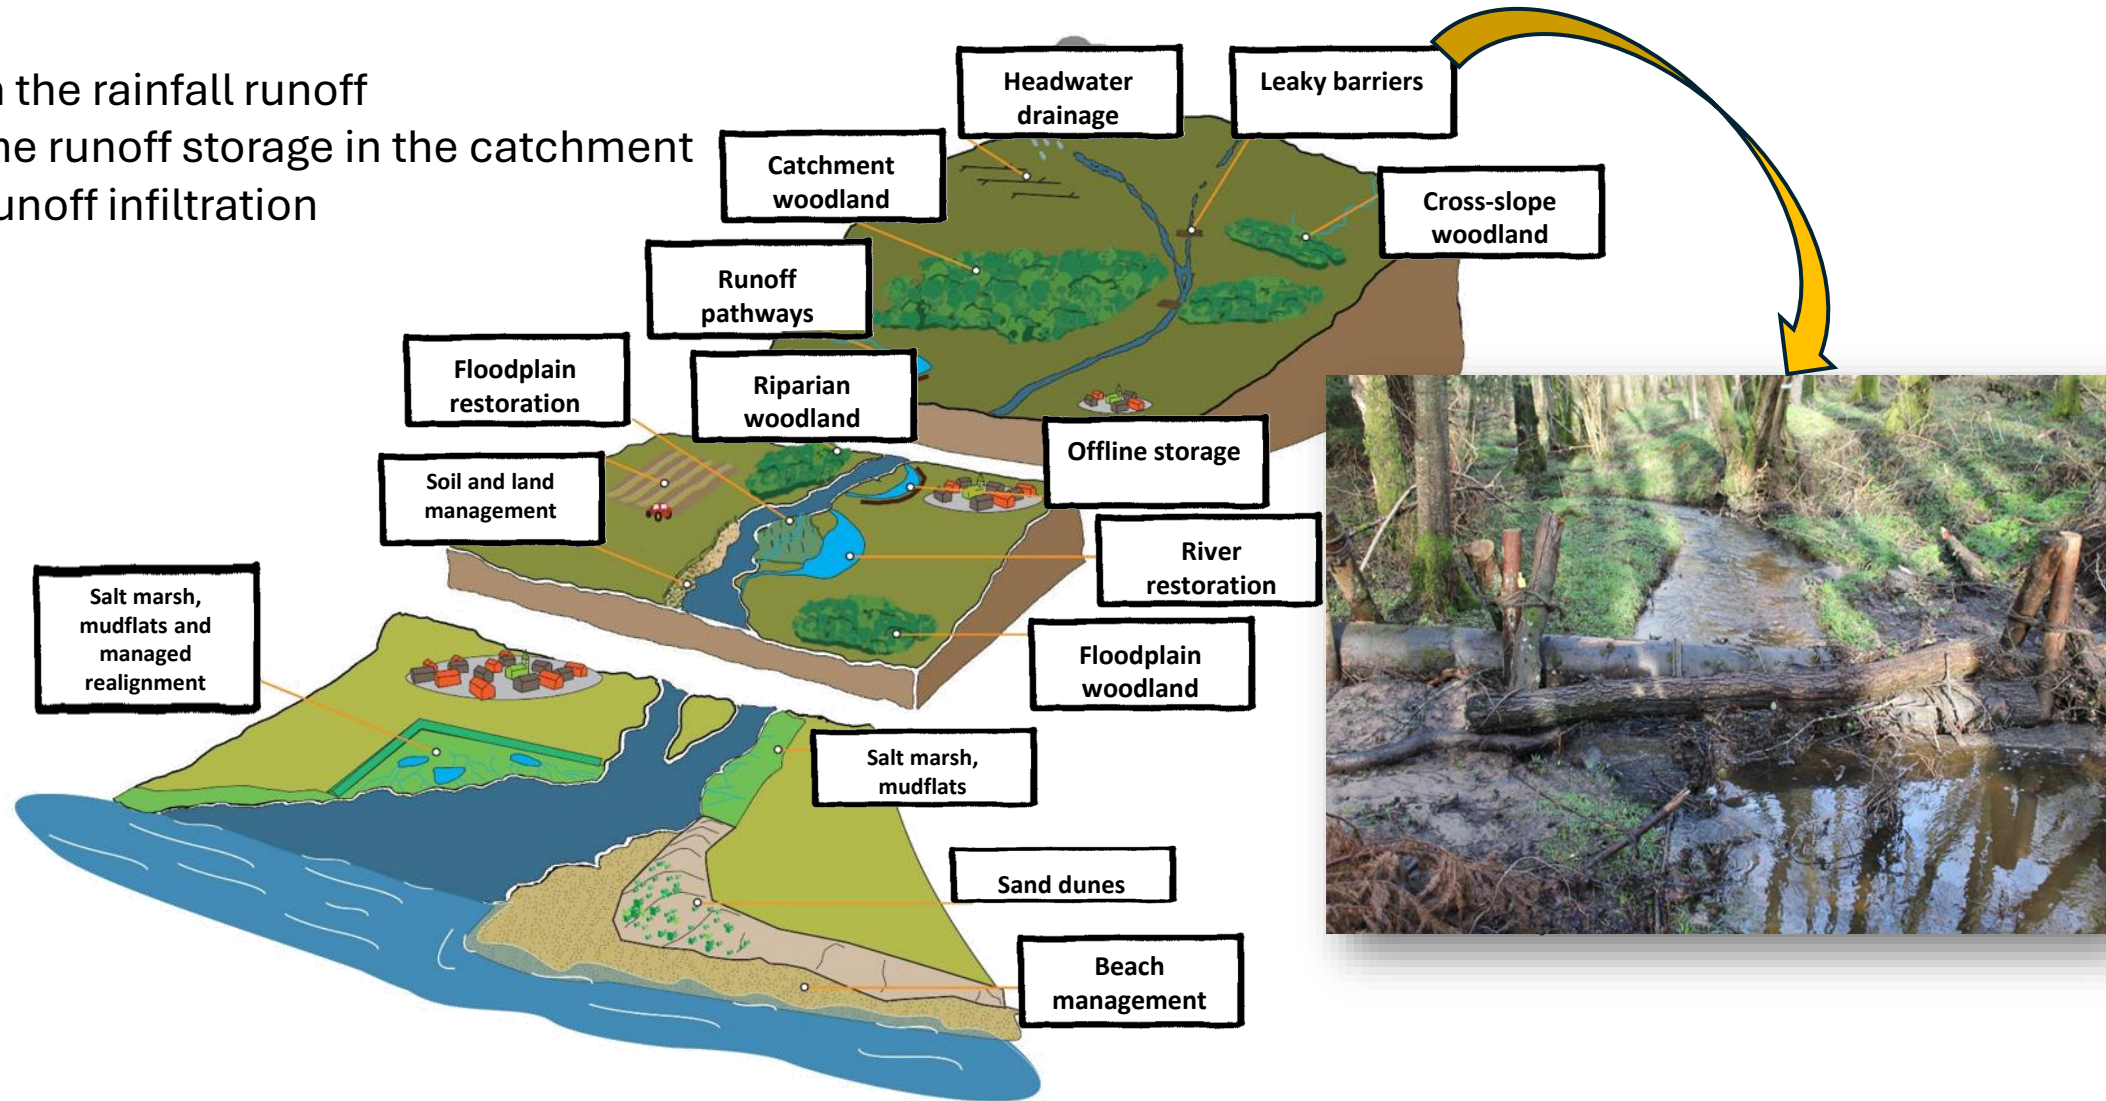 the rainfall runoff
runoff storage in the catchment
infiltration
Headwater
drainage
Leaky barriers
Catchment
woodland
Cross-slope
woodland
Runoff
pathways
Floodplain
restoration
Riparian
woodland
Offline storage
Soil and land
management
River
restoration
Salt marsh,
mudflats and
managed
realignment
Floodplain
woodland
Salt marsh,
mudflats
Sand dunes
Beach
management